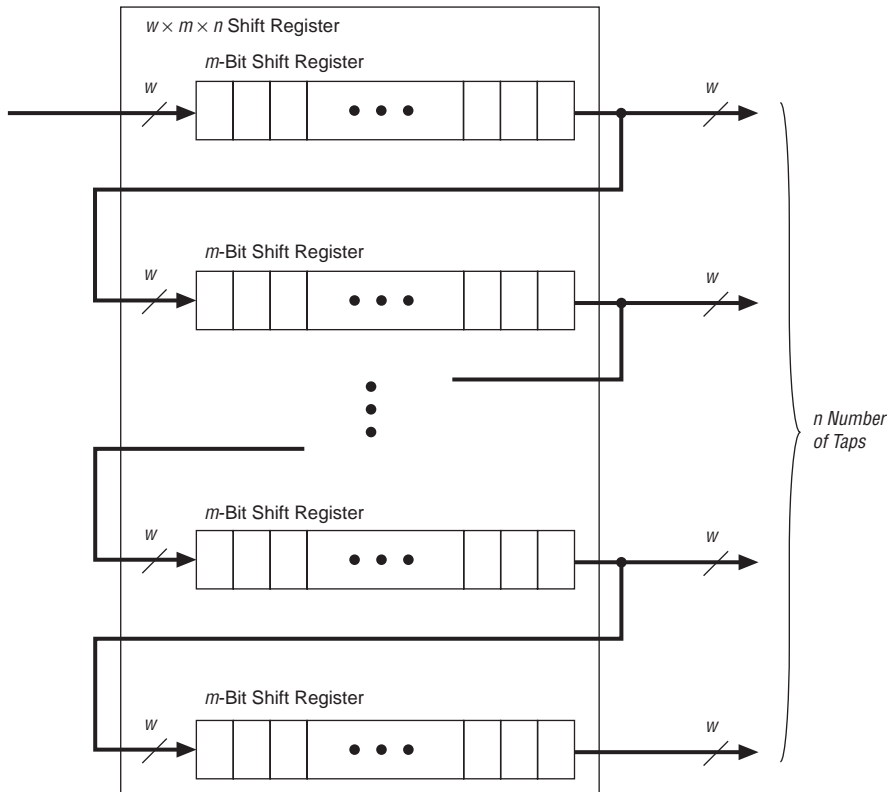 w × m × n Shift Register
m-Bit Shift Register
w
w
m-Bit Shift Register
w
w
n Number
of Taps
m-Bit Shift Register
w
w
m-Bit Shift Register
w
w